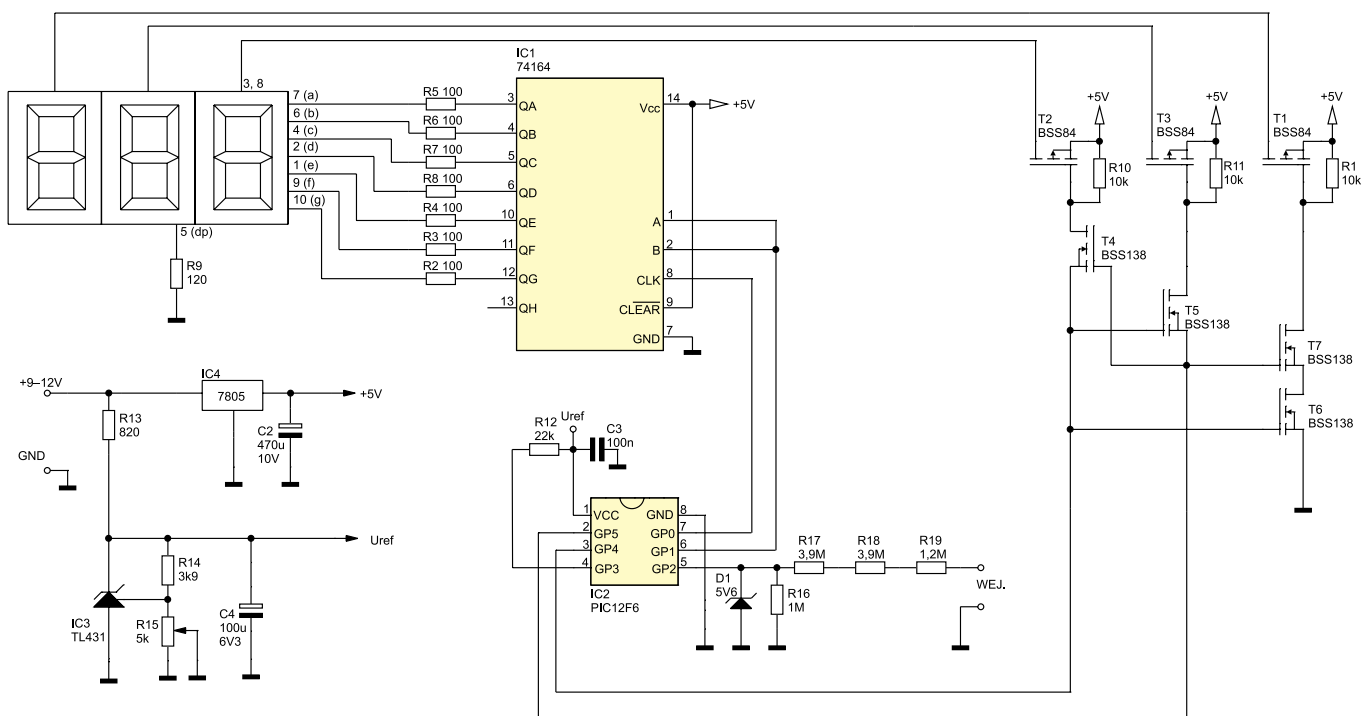 IC1
74164
3, 8
7 (a)
6 (b)
4 (c)
2 (d)
1 (e)
9 (f)
10 (g)
5 (dp)
R9
120
R5 100
R6 100
R7 100
R8 100
R4 100
R3 100
R2 100
3 QA
4 QB
5 QC
6 QD
10 QE
11 QF
12 QG
13 QH
Vcc 14
A 1
B 2
CLK 8
CLEAR 9
GND 7
+5V
T2
BSS84
+5V
R10
10k
T3
BSS84
+5V
R11
10k
T1
BSS84
+5V
R1
10k
T4
BSS138
T5
BSS138
T7
BSS138
T6
BSS138
+9–12V
IC4
7805
+5V
R13
820
C2
470u
10V
GND
Uref
R14
3k9
IC3
TL431
R15
5k
C4
100u
6V3
R12
22k
Uref
C3
100n
1 VCC
2 GP5
3 GP4
4 GP3
GND 8
GP0 7
GP1 6
GP2 5
IC2
PIC12F6
D1
5V6
R16
1M
R17
3,9M
R18
3,9M
R19
1,2M
WEJ.